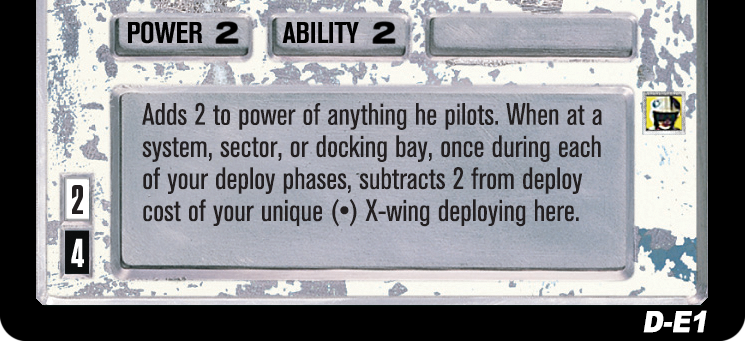 POWER 2 ABILITY 2
Adds 2 to power of anything he pilots. When at a
system, sector, or docking bay, once during each
of your deploy phases, subtracts 2 from deploy
cost of your unique (•) X-wing deploying here.
2
4
D-E1